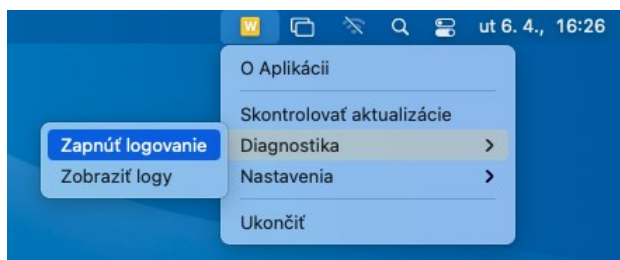 W
ut 6. 4., 16:26
O Aplikácii
Skontrolovať aktualizácie
Diagnostika
Zapnúť logovanie
Zobraziť logy
Nastavenia
Ukončiť